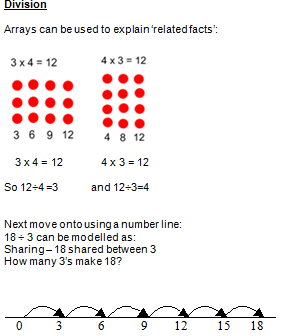 Division
Arrays can be used to explain 'related facts':
3 x 4 = 12 4 x 3 = 12
3 6 9 12 4 8 12
3 x 4 = 12 4 x 3 = 12
So 12÷4 =3 and 12÷3=4
Next move onto using a number line:
18 ÷ 3 can be modelled as:
Sharing – 18 shared between 3
How many 3's make 18?
0 3 6 9 12 15 18